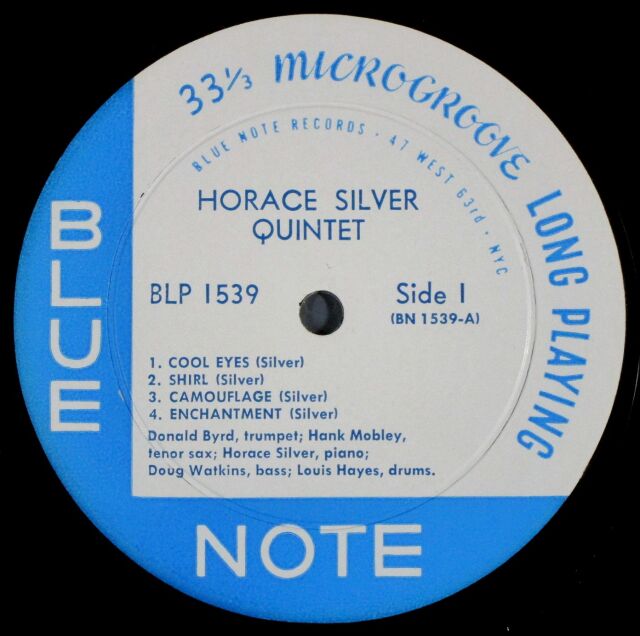 33⅓ MICROGROOVE LONG PLAYING
BLUE NOTE RECORDS · 47 WEST 63rd · NYC
HORACE SILVER
QUINTET
BLP 1539
Side 1
(BN 1539-A)
1. COOL EYES (Silver)
2. SHIRL (Silver)
3. CAMOUFLAGE (Silver)
4. ENCHANTMENT (Silver)
Donald Byrd, trumpet; Hank Mobley,
tenor sax; Horace Silver, piano;
Doug Watkins, bass; Louis Hayes, drums.
BLUE
NOTE